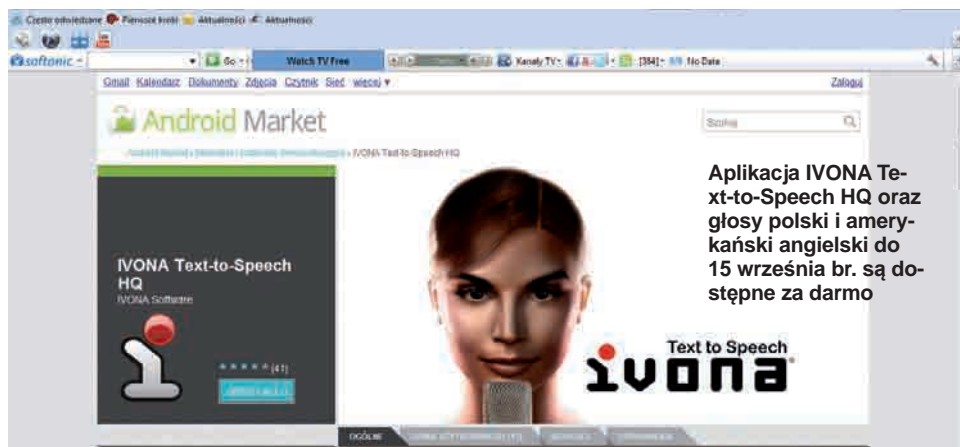 Często odwiedzane Pierwsze kroki Aktualności Aktualności
softonic Go Watch TV Free Kanały TV [384] No Data
Gmail Kalendarz Dokumenty Zdjęcia Czytnik Sieć więcej ▼ Zaloguj
Android Market
Szukaj
IVONA Text-to-Speech HQ
Aplikacja IVONA Te-
xt-to-Speech HQ oraz
głosy polski i amery-
kański angielski do
15 września br. są do-
stępne za darmo
IVONA Text-to-Speech
HQ
IVONA Software
(41)
Text to Speech
ivona
OGÓLNE